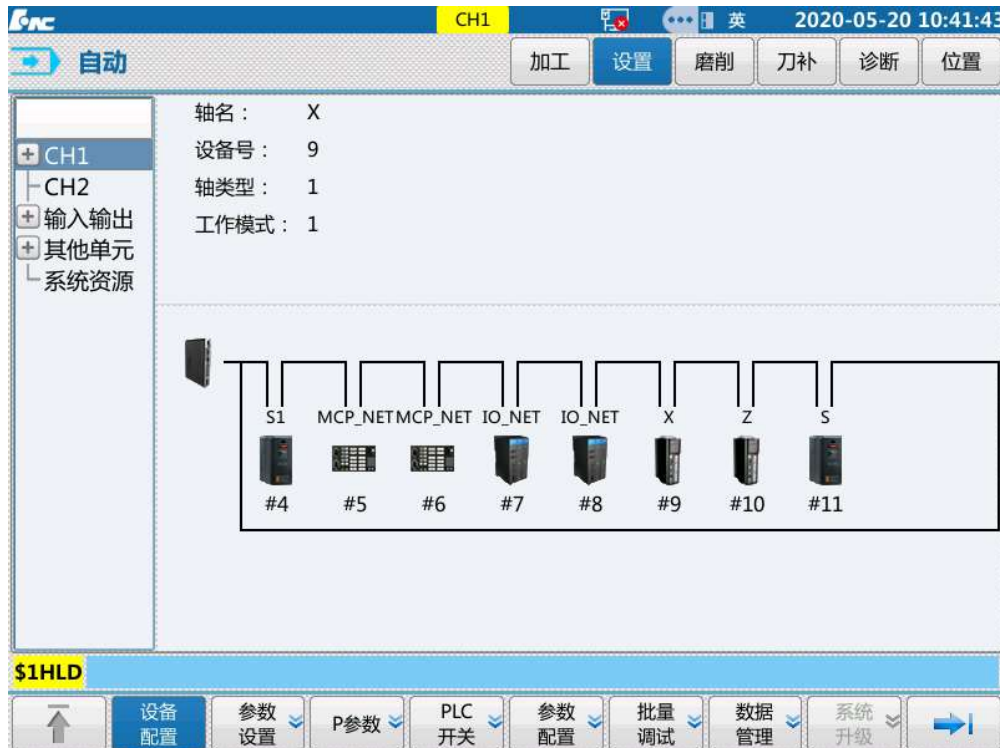 HNC CH1 英 2020-05-20 10:41:43
自动 加工 设置 磨削 刀补 诊断 位置
轴名： X
设备号： 9
轴类型： 1
工作模式： 1
CH1
CH2
输入输出
其他单元
系统资源
S1 MCP_NET MCP_NET IO_NET IO_NET X Z S
#4 #5 #6 #7 #8 #9 #10 #11
$1HLD
设备配置 参数设置 P参数 PLC开关 参数配置 批量调试 数据管理 系统升级